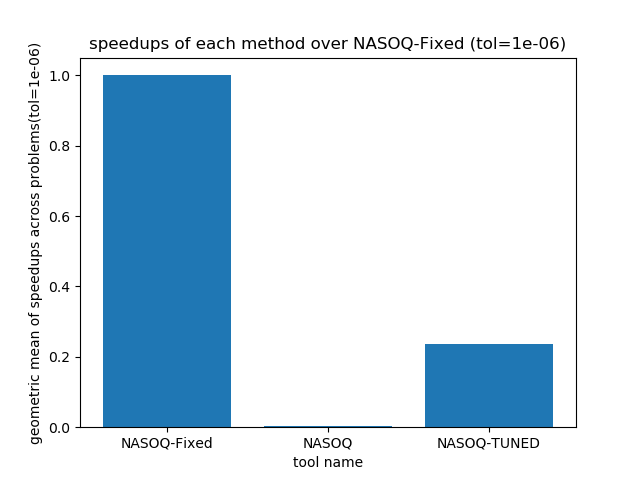 speedups of each method over NASOQ-Fixed (tol=1e-06)
geometric mean of speedups across problems(tol=1e-06)
1.0
0.8
0.6
0.4
0.2
0.0
NASOQ-Fixed
NASOQ
NASOQ-TUNED
tool name